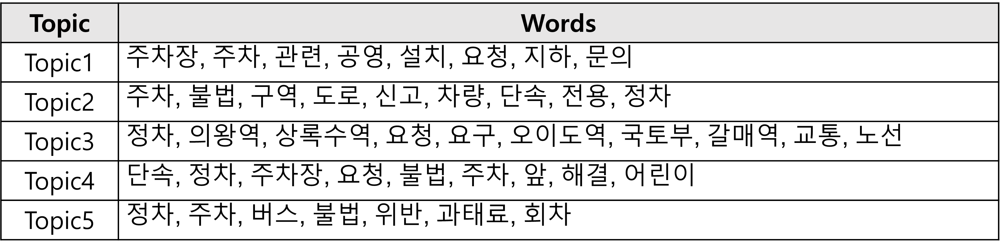 Topic Words
Topic1 주차장, 주차, 관련, 공영, 설치, 요청, 지하, 문의
Topic2 주차, 불법, 구역, 도로, 신고, 차량, 단속, 전용, 정차
Topic3 정차, 의왕역, 상록수역, 요청, 요구, 오이도역, 국토부, 갈매역, 교통, 노선
Topic4 단속, 정차, 주차장, 요청, 불법, 주차, 앞, 해결, 어린이
Topic5 정차, 주차, 버스, 불법, 위반, 과태료, 회차